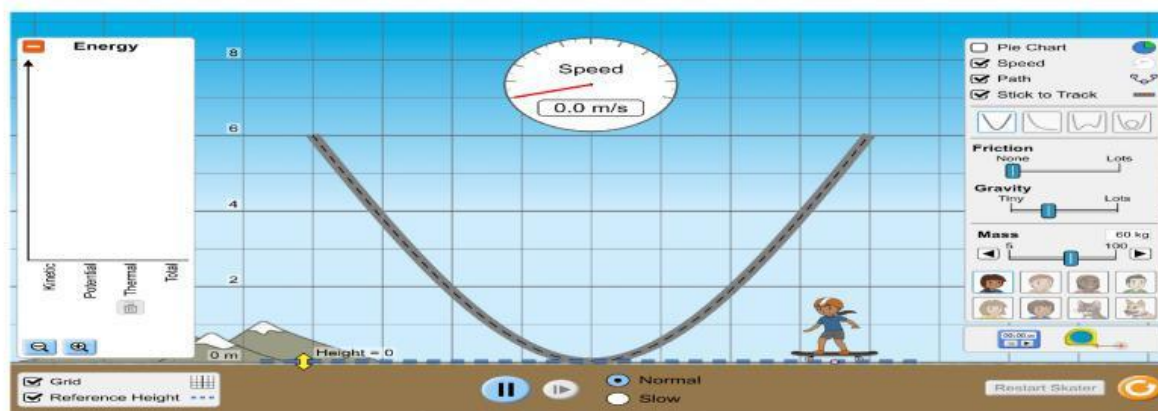 Energy
Kinetic
Potential
Thermal
Total
8
6
4
2
0 m
Height = 0
Speed
0.0 m/s
Pie Chart
Speed
Path
Stick to Track
Friction
None Lots
Gravity
Tiny Lots
Mass 60 kg
5 100
Grid
Reference Height
Normal
Slow
Restart Skater